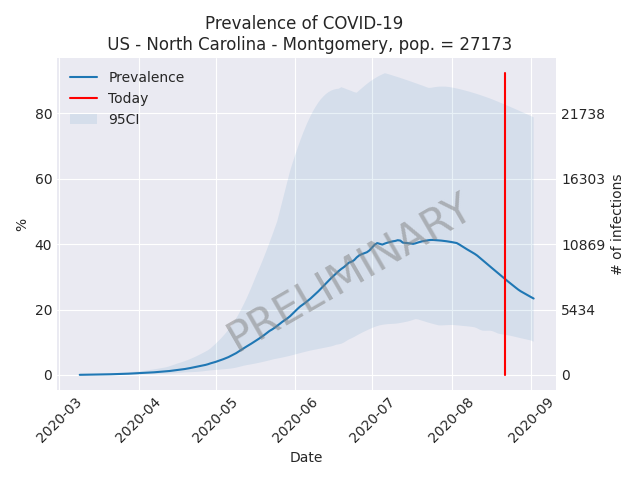 Prevalence of COVID-19
US - North Carolina - Montgomery, pop. = 27173
Prevalence
Today
95CI
PRELIMINARY
%
80
60
40
20
0
21738
16303
10869
5434
0
# of infections
2020-03
2020-04
2020-05
2020-06
2020-07
2020-08
2020-09
Date